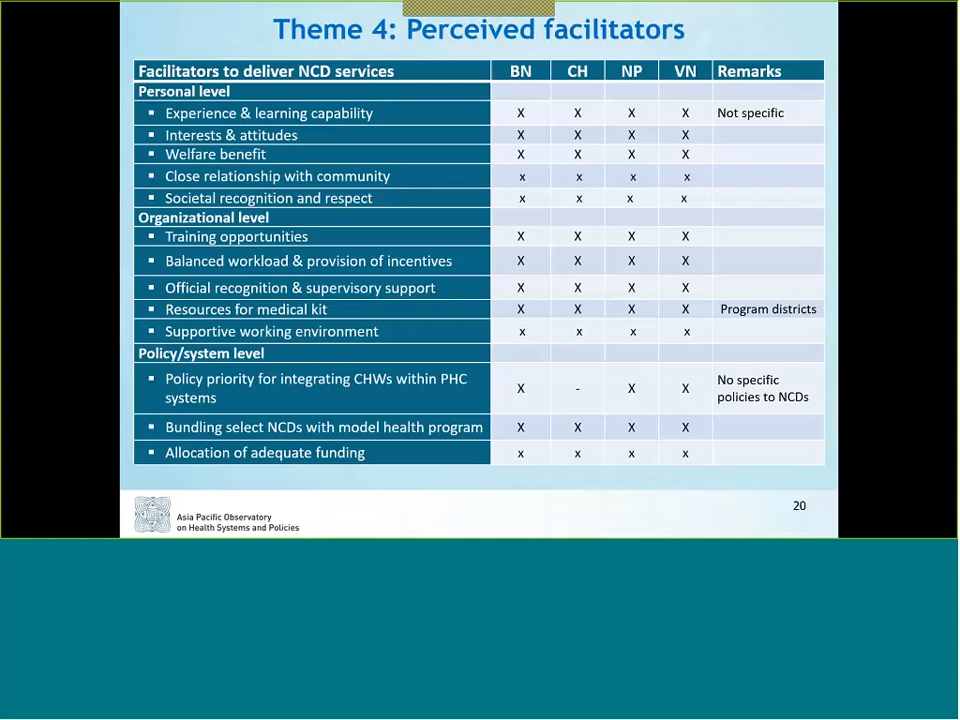 Theme 4: Perceived facilitators
Facilitators to deliver NCD services BN CH NP VN Remarks
Personal level
▪ Experience & learning capability X X X X Not specific
▪ Interests & attitudes X X X X
▪ Welfare benefit X X X X
▪ Close relationship with community x x x x
▪ Societal recognition and respect x x x x
Organizational level
▪ Training opportunities X X X X
▪ Balanced workload & provision of incentives X X X X
▪ Official recognition & supervisory support X X X X
▪ Resources for medical kit X X X X Program districts
▪ Supportive working environment x x x x
Policy/system level
▪ Policy priority for integrating CHWs within PHC
systems
X - X X
No specific
policies to NCDs
▪ Bundling select NCDs with model health program X X X X
▪ Allocation of adequate funding x x x x
20
Asia Pacific Observatory
on Health Systems and Policies